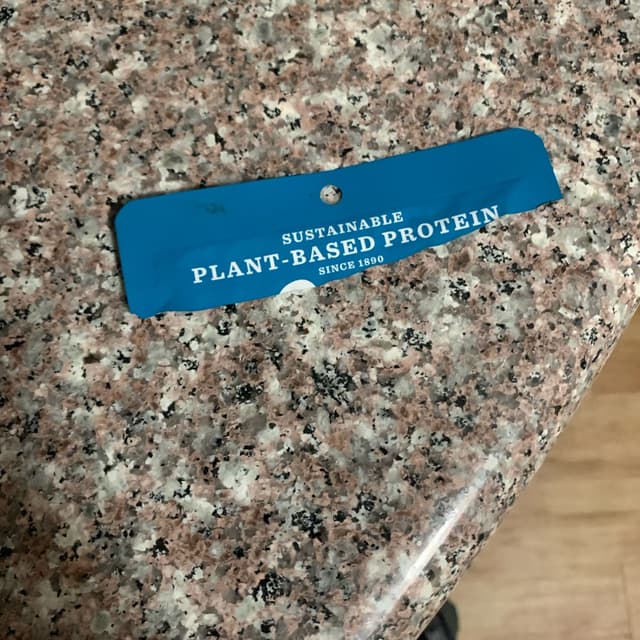 SUSTAINABLE
PLANT-BASED PROTEIN
SINCE 1890